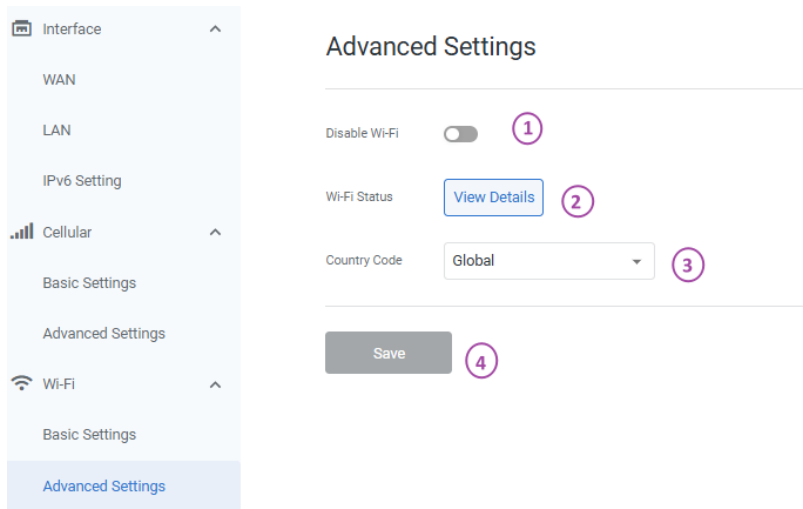 Interface
WAN
LAN
IPv6 Setting
Cellular
Basic Settings
Advanced Settings
Wi-Fi
Basic Settings
Advanced Settings
Advanced Settings
Disable Wi-Fi
1
Wi-Fi Status
View Details
2
Country Code
Global
3
Save
4